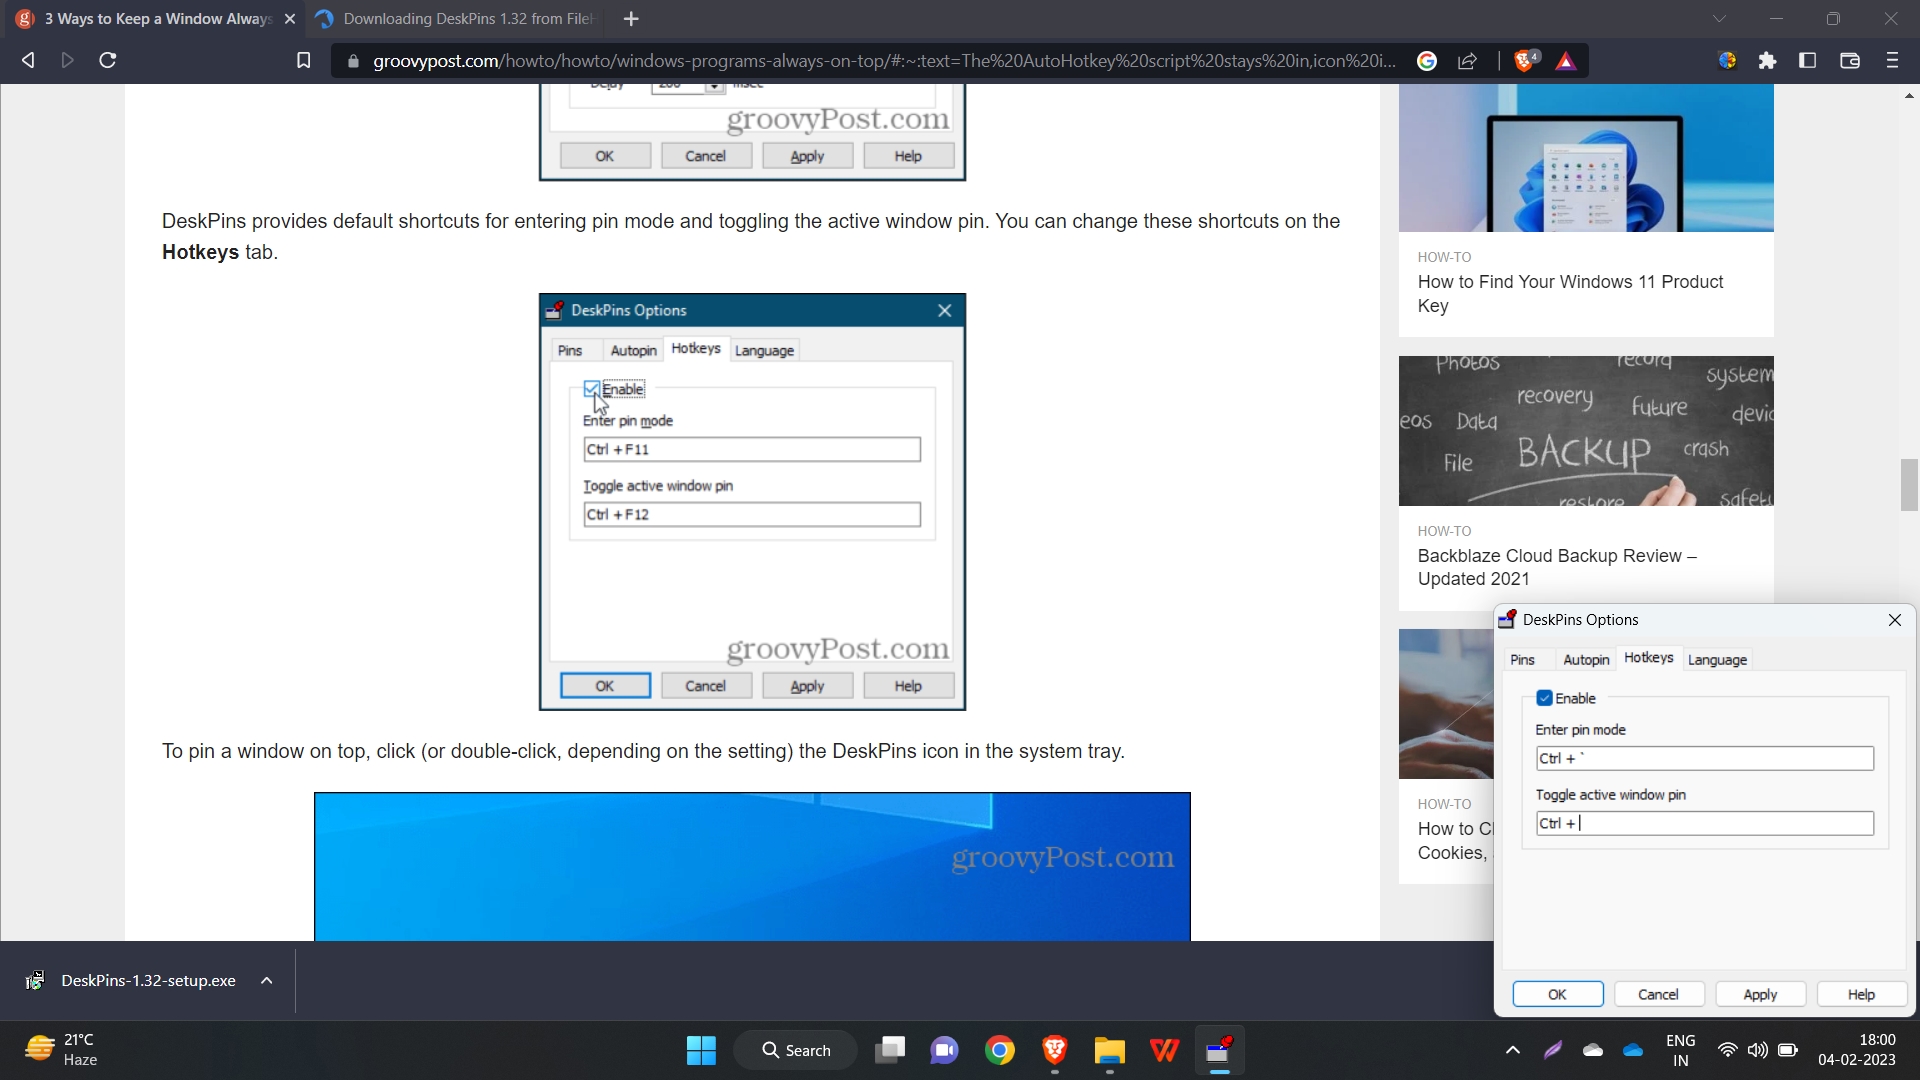 3 Ways to Keep a Window Always
Downloading DeskPins 1.32 from FileH
groovypost.com/howto/howto/windows-programs-always-on-top/#:~:text=The%20AutoHotkey%20script%20stays%20in,icon%20i...
4
Delay 200 msec
groovyPost.com
OK Cancel Apply Help
DeskPins provides default shortcuts for entering pin mode and toggling the active window pin. You can change these shortcuts on the
Hotkeys tab.
DeskPins Options
Pins Autopin Hotkeys Language
Enable
Enter pin mode
Ctrl + F11
Toggle active window pin
Ctrl + F12
groovyPost.com
OK Cancel Apply Help
To pin a window on top, click (or double-click, depending on the setting) the DeskPins icon in the system tray.
groovyPost.com
HOW-TO
How to Find Your Windows 11 Product
Key
Photos record
system
recovery future
eos Data devic
BACKUP crash
File
restore safety
HOW-TO
Backblaze Cloud Backup Review –
Updated 2021
HOW-TO
How to Cl
Cookies,
DeskPins Options
Pins Autopin Hotkeys Language
Enable
Enter pin mode
Ctrl + `
Toggle active window pin
Ctrl +
OK Cancel Apply Help
DeskPins-1.32-setup.exe
21°C
Haze
Search
ENG
IN
18:00
04-02-2023